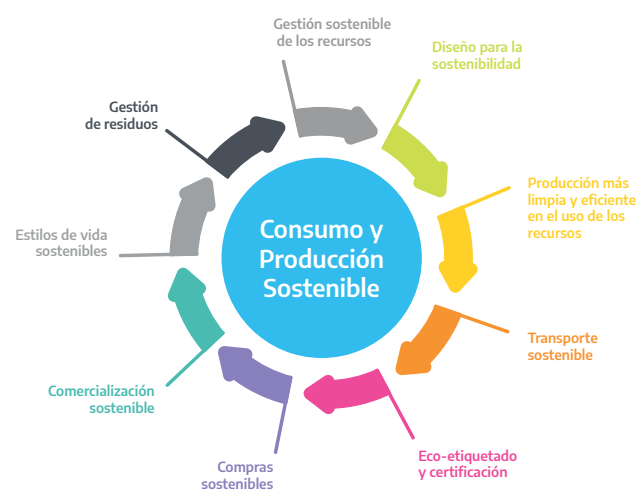 Gestión sostenible
de los recursos
Diseño para la
sostenibilidad
Producción más
limpia y eficiente
en el uso de los
recursos
Transporte
sostenible
Eco-etiquetado
y certificación
Compras
sostenibles
Comercialización
sostenible
Estilos de vida
sostenibles
Gestión
de residuos
Consumo y
Producción
Sostenible